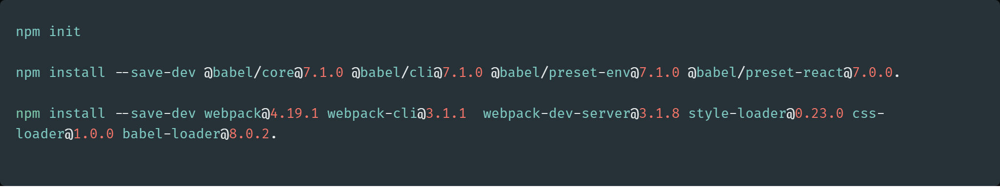 npm init
npm install --save-dev @babel/core@7.1.0 @babel/cli@7.1.0 @babel/preset-env@7.1.0 @babel/preset-react@7.0.0.
npm install --save-dev webpack@4.19.1 webpack-cli@3.1.1  webpack-dev-server@3.1.8 style-loader@0.23.0 css-
loader@1.0.0 babel-loader@8.0.2.